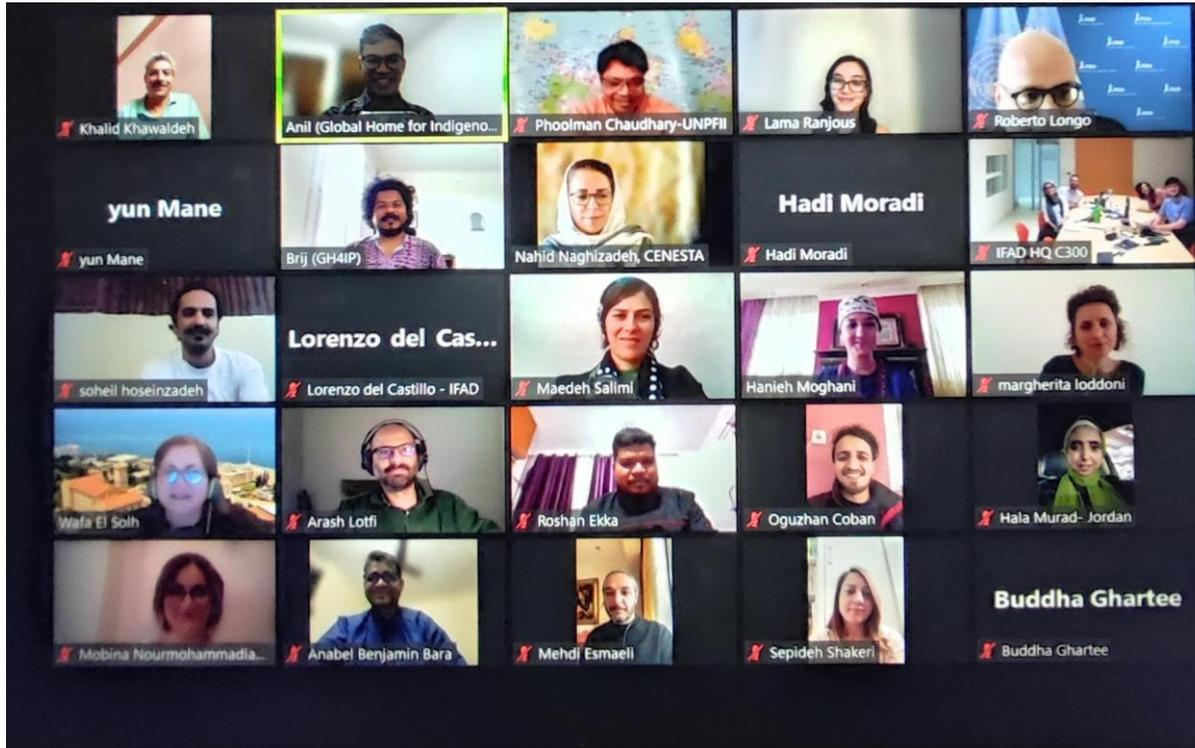 Khalid Khawaldeh
Anil (Global Home for Indigeno...
Phoolman Chaudhary-UNPFII
Lama Ranjous
Roberto Longo
yun Mane
yun Mane
Brij (GH4IP)
Nahid Naghizadeh, CENESTA
Hadi Moradi
Hadi Moradi
IFAD HQ C300
soheil hoseinzadeh
Lorenzo del Cas...
Lorenzo del Castillo - IFAD
Maedeh Salimi
Hanieh Moghani
margherita loddoni
Wafa El Solh
Arash Lotfi
Roshan Ekka
Oguzhan Coban
Hala Murad- Jordan
Mobina Nourmohammadia...
Anabel Benjamin Bara
Mehdi Esmaeli
Sepideh Shakeri
Buddha Ghartee
Buddha Ghartee